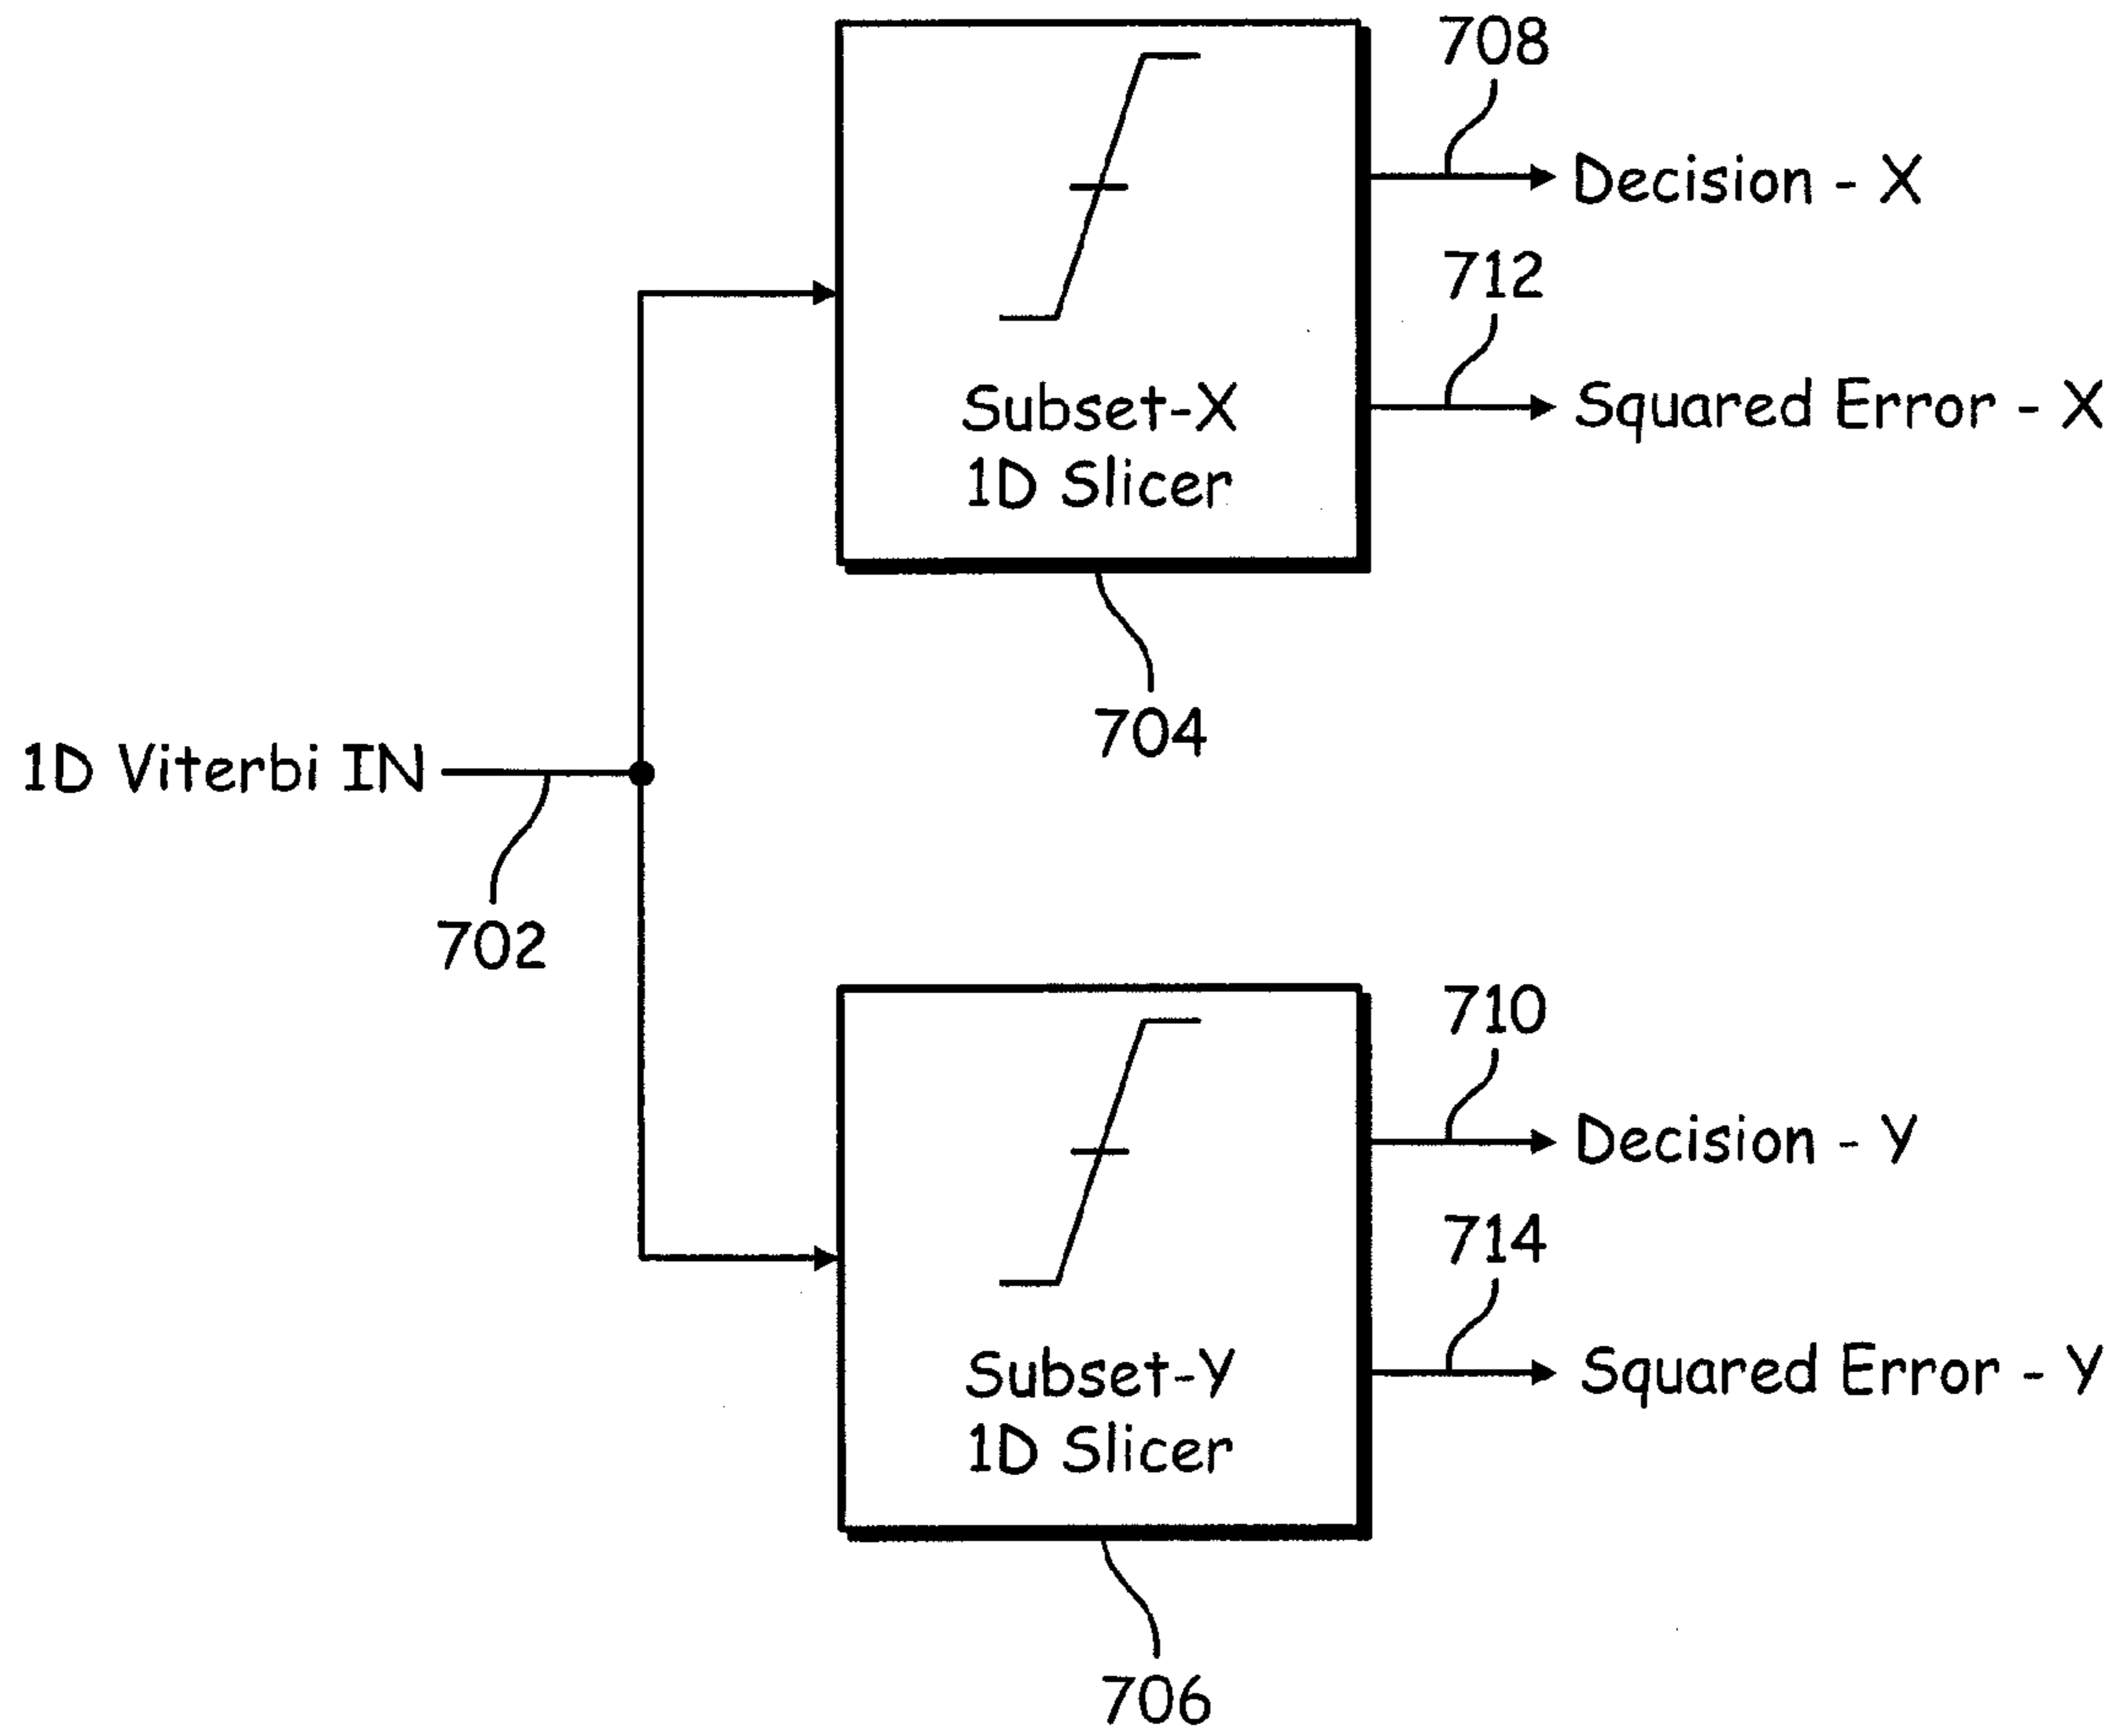 708
Decision - X
712
Squared Error - X
Subset-X
1D Slicer
704
1D Viterbi IN
702
710
Decision - Y
714
Squared Error - Y
Subset-Y
1D Slicer
706